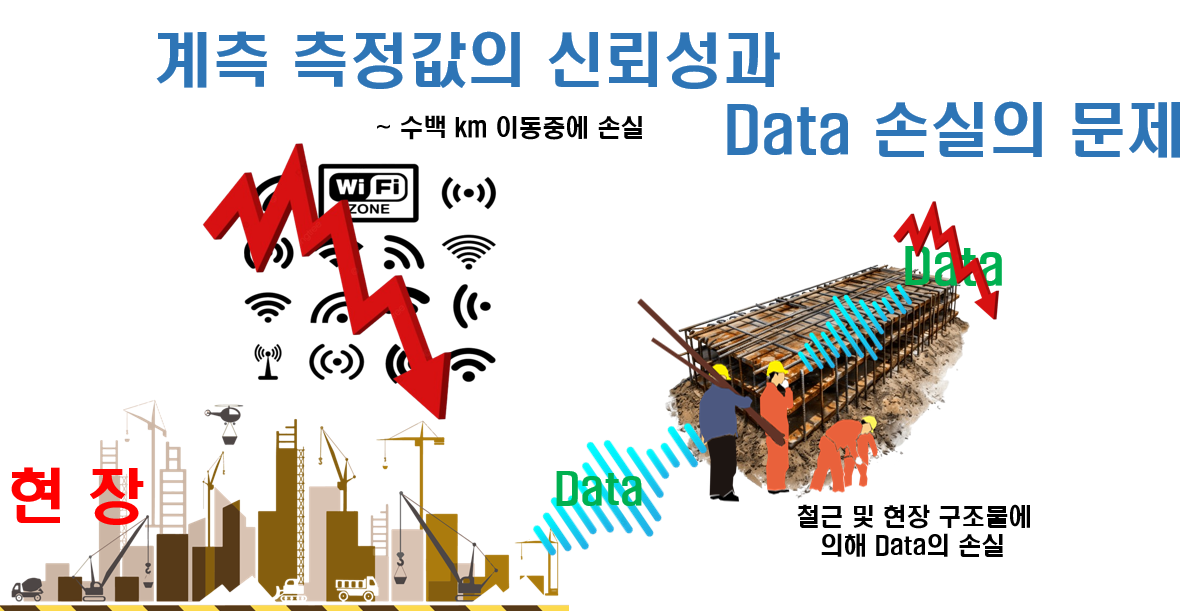 계측 측정값의 신뢰성과
Data 손실의 문제
~ 수백 km 이동중에 손실
WiFi
ZONE
Data
현 장
Data
철근 및 현장 구조물에
의해 Data의 손실